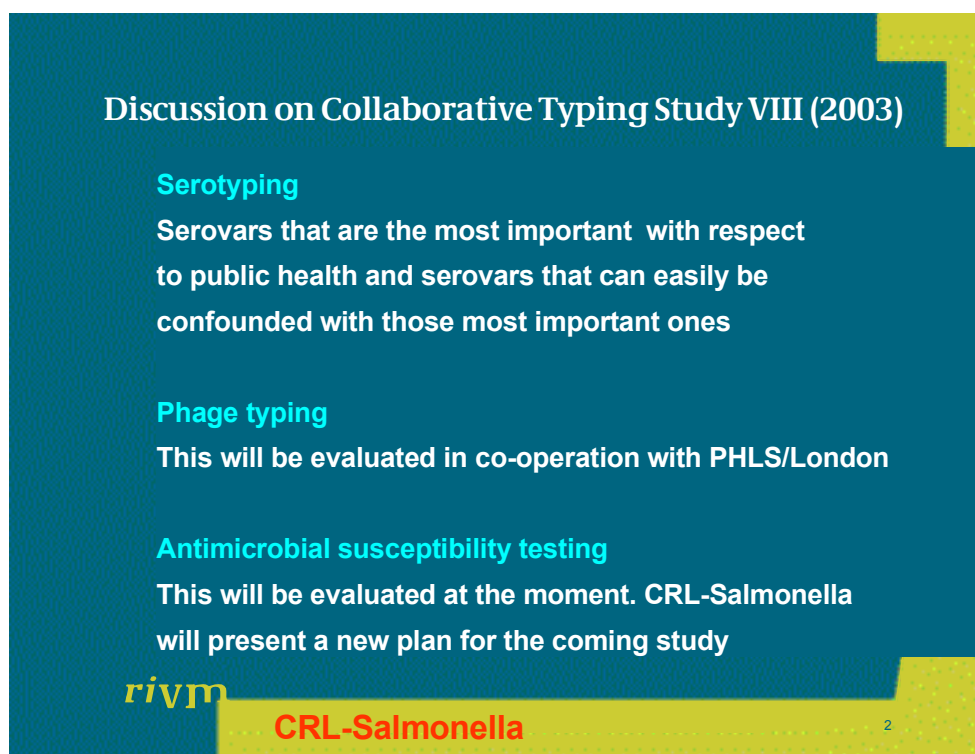 Discussion on Collaborative Typing Study VIII (2003)
Serotyping
Serovars that are the most important with respect
to public health and serovars that can easily be
confounded with those most important ones
Phage typing
This will be evaluated in co-operation with PHLS/London
Antimicrobial susceptibility testing
This will be evaluated at the moment. CRL-Salmonella
will present a new plan for the coming study
rivm
CRL-Salmonella
2